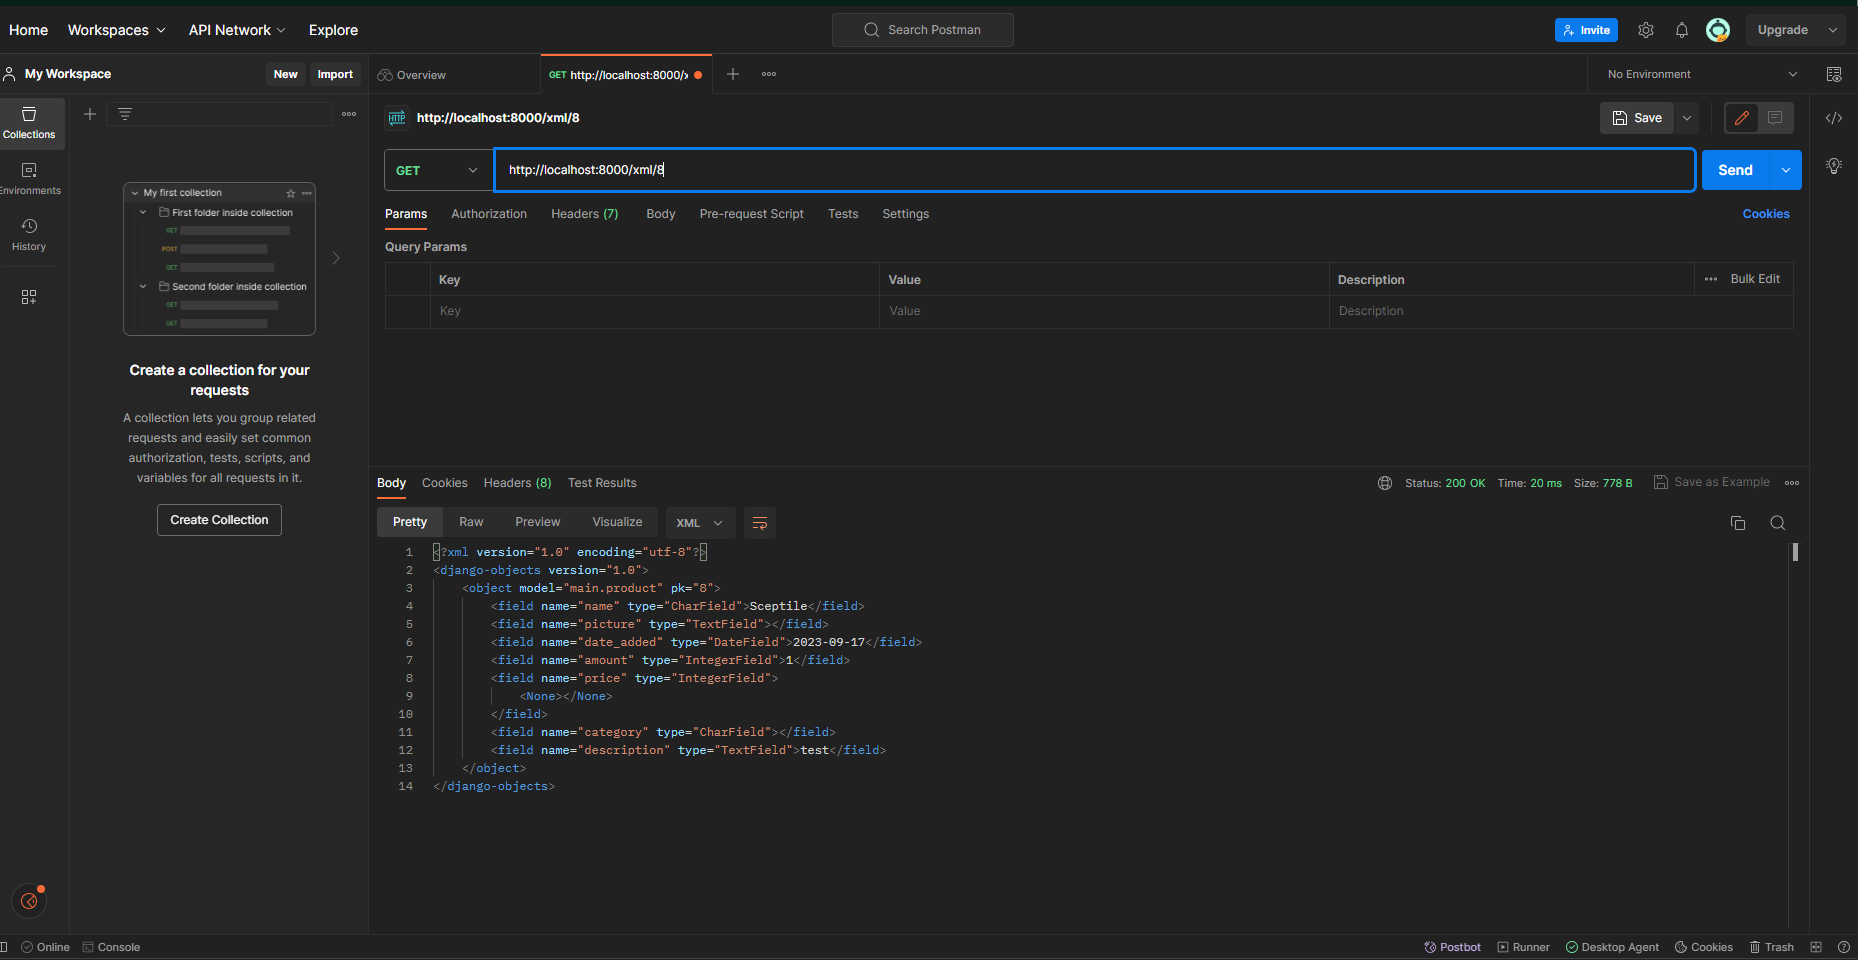 Home Workspaces API Network Explore Search Postman Invite Upgrade
My Workspace New Import Overview GET http://localhost:8000/x No Environment
Collections
Environments
History
My first collection
First folder inside collection
GET
POST
GET
Second folder inside collection
GET
GET
Create a collection for your
requests
A collection lets you group related
requests and easily set common
authorization, tests, scripts, and
variables for all requests in it.
Create Collection
HTTP http://localhost:8000/xml/8 Save
GET http://localhost:8000/xml/8 Send
Params Authorization Headers (7) Body Pre-request Script Tests Settings Cookies
Query Params
Key Value Description Bulk Edit
Key Value Description
Body Cookies Headers (8) Test Results Status: 200 OK Time: 20 ms Size: 778 B Save as Example
Pretty Raw Preview Visualize XML
1 <?xml version="1.0" encoding="utf-8"?>
2 <django-objects version="1.0">
3 <object model="main.product" pk="8">
4 <field name="name" type="CharField">Sceptile</field>
5 <field name="picture" type="TextField"></field>
6 <field name="date_added" type="DateField">2023-09-17</field>
7 <field name="amount" type="IntegerField">1</field>
8 <field name="price" type="IntegerField">
9 <None></None>
10 </field>
11 <field name="category" type="CharField"></field>
12 <field name="description" type="TextField">test</field>
13 </object>
14 </django-objects>
Online Console Postbot Runner Desktop Agent Cookies Trash